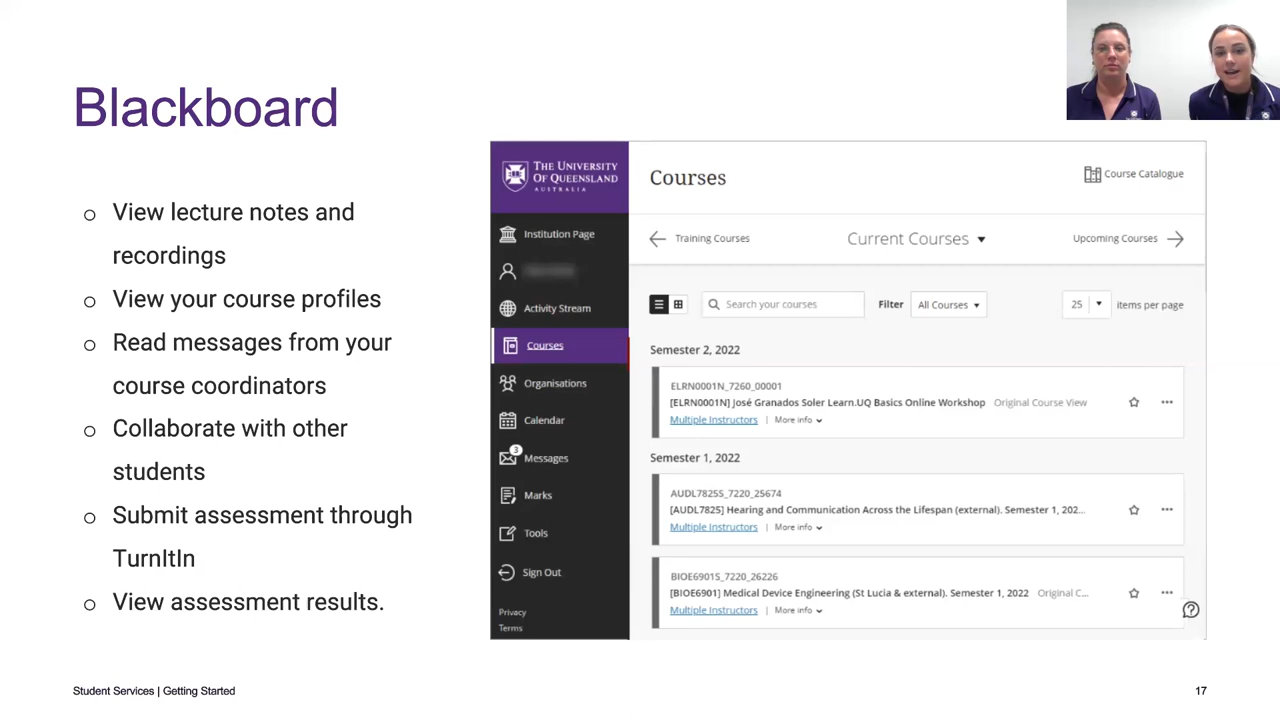 Blackboard
o View lecture notes and
recordings
o View your course profiles
o Read messages from your
course coordinators
o Collaborate with other
students
o Submit assessment through
TurnItIn
o View assessment results.
THE UNIVERSITY
OF QUEENSLAND
AUSTRALIA
Institution Page
Activity Stream
Courses
Organisations
Calendar
3
Messages
Marks
Tools
Sign Out
Privacy
Terms
Courses
Course Catalogue
Training Courses
Current Courses
Upcoming Courses
Search your courses
Filter
All Courses
25
items per page
Semester 2, 2022
ELRN0001N_7260_00001
[ELRN0001N] José Granados Soler Learn.UQ Basics Online Workshop Original Course View
Multiple Instructors | More info
Semester 1, 2022
AUDL7825S_7220_25674
[AUDL7825] Hearing and Communication Across the Lifespan (external). Semester 1, 202...
Multiple Instructors | More info
BIOE6901S_7220_26226
[BIOE6901] Medical Device Engineering (St Lucia & external). Semester 1, 2022 Original C...
Multiple Instructors | More info
Student Services | Getting Started
17